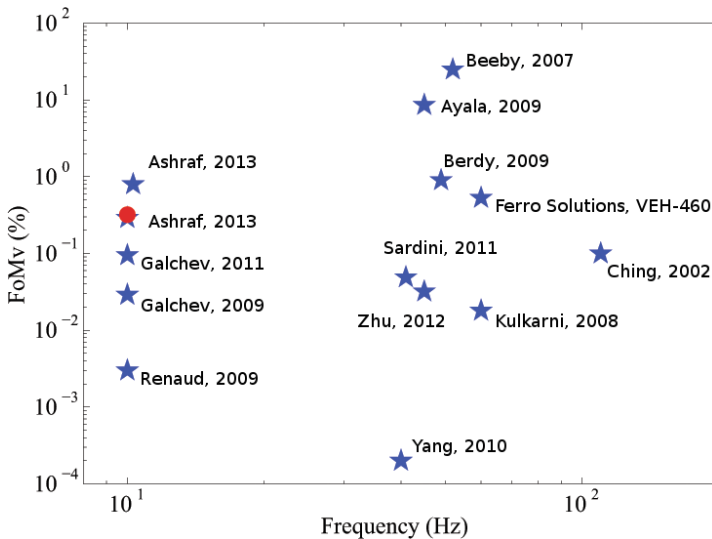 10^2
Beeby, 2007
10^1
Ayala, 2009
Ashraf, 2013
Berdy, 2009
10^0
Ferro Solutions, VEH-460
Ashraf, 2013
FoMv (%)
Sardini, 2011
10^-1
Galchev, 2011
Ching, 2002
Galchev, 2009
Zhu, 2012
Kulkarni, 2008
10^-2
Renaud, 2009
10^-3
Yang, 2010
10^-4
10^1
10^2
Frequency (Hz)